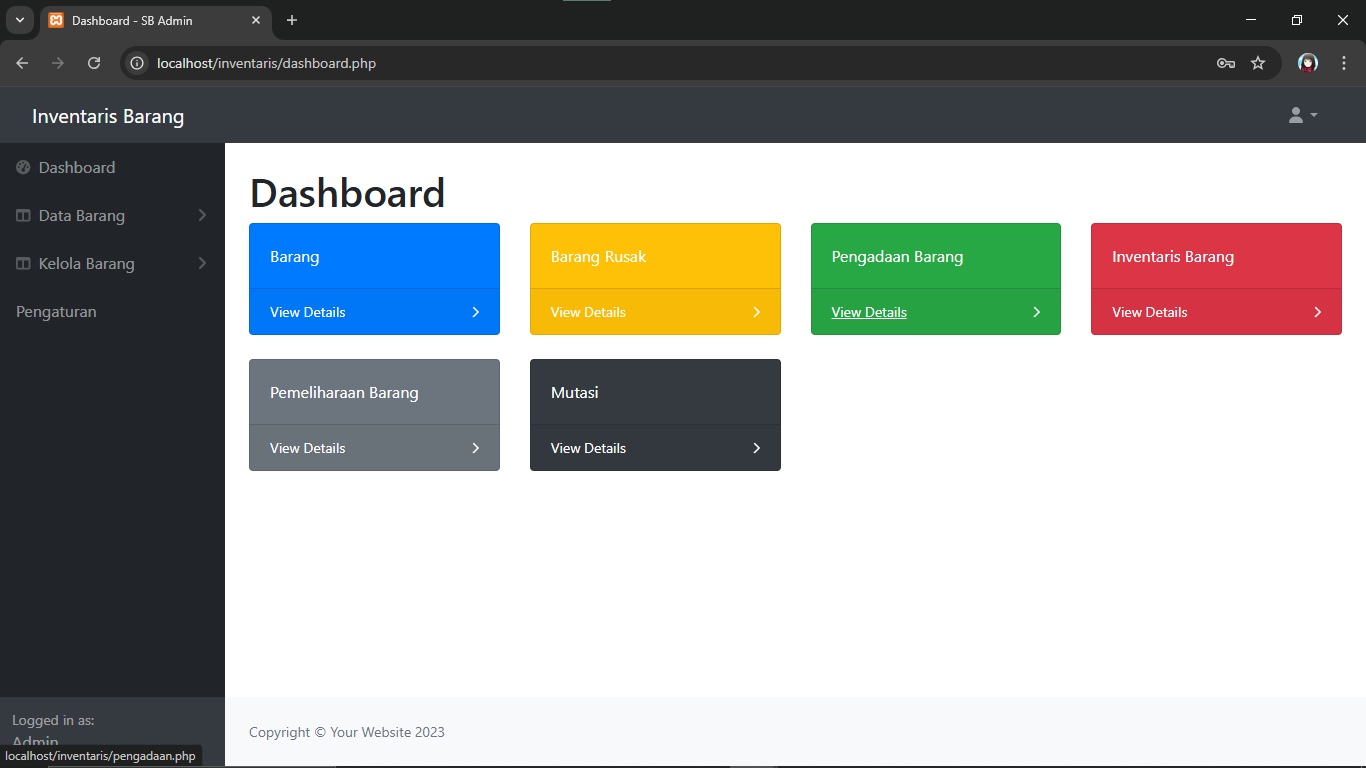 Dashboard - SB Admin
localhost/inventaris/dashboard.php
Inventaris Barang
Dashboard
Data Barang
Kelola Barang
Pengaturan
Dashboard
Barang
View Details
Barang Rusak
View Details
Pengadaan Barang
View Details
Inventaris Barang
View Details
Pemeliharaan Barang
View Details
Mutasi
View Details
Logged in as:
Admin
localhost/inventaris/pengadaan.php
Copyright © Your Website 2023